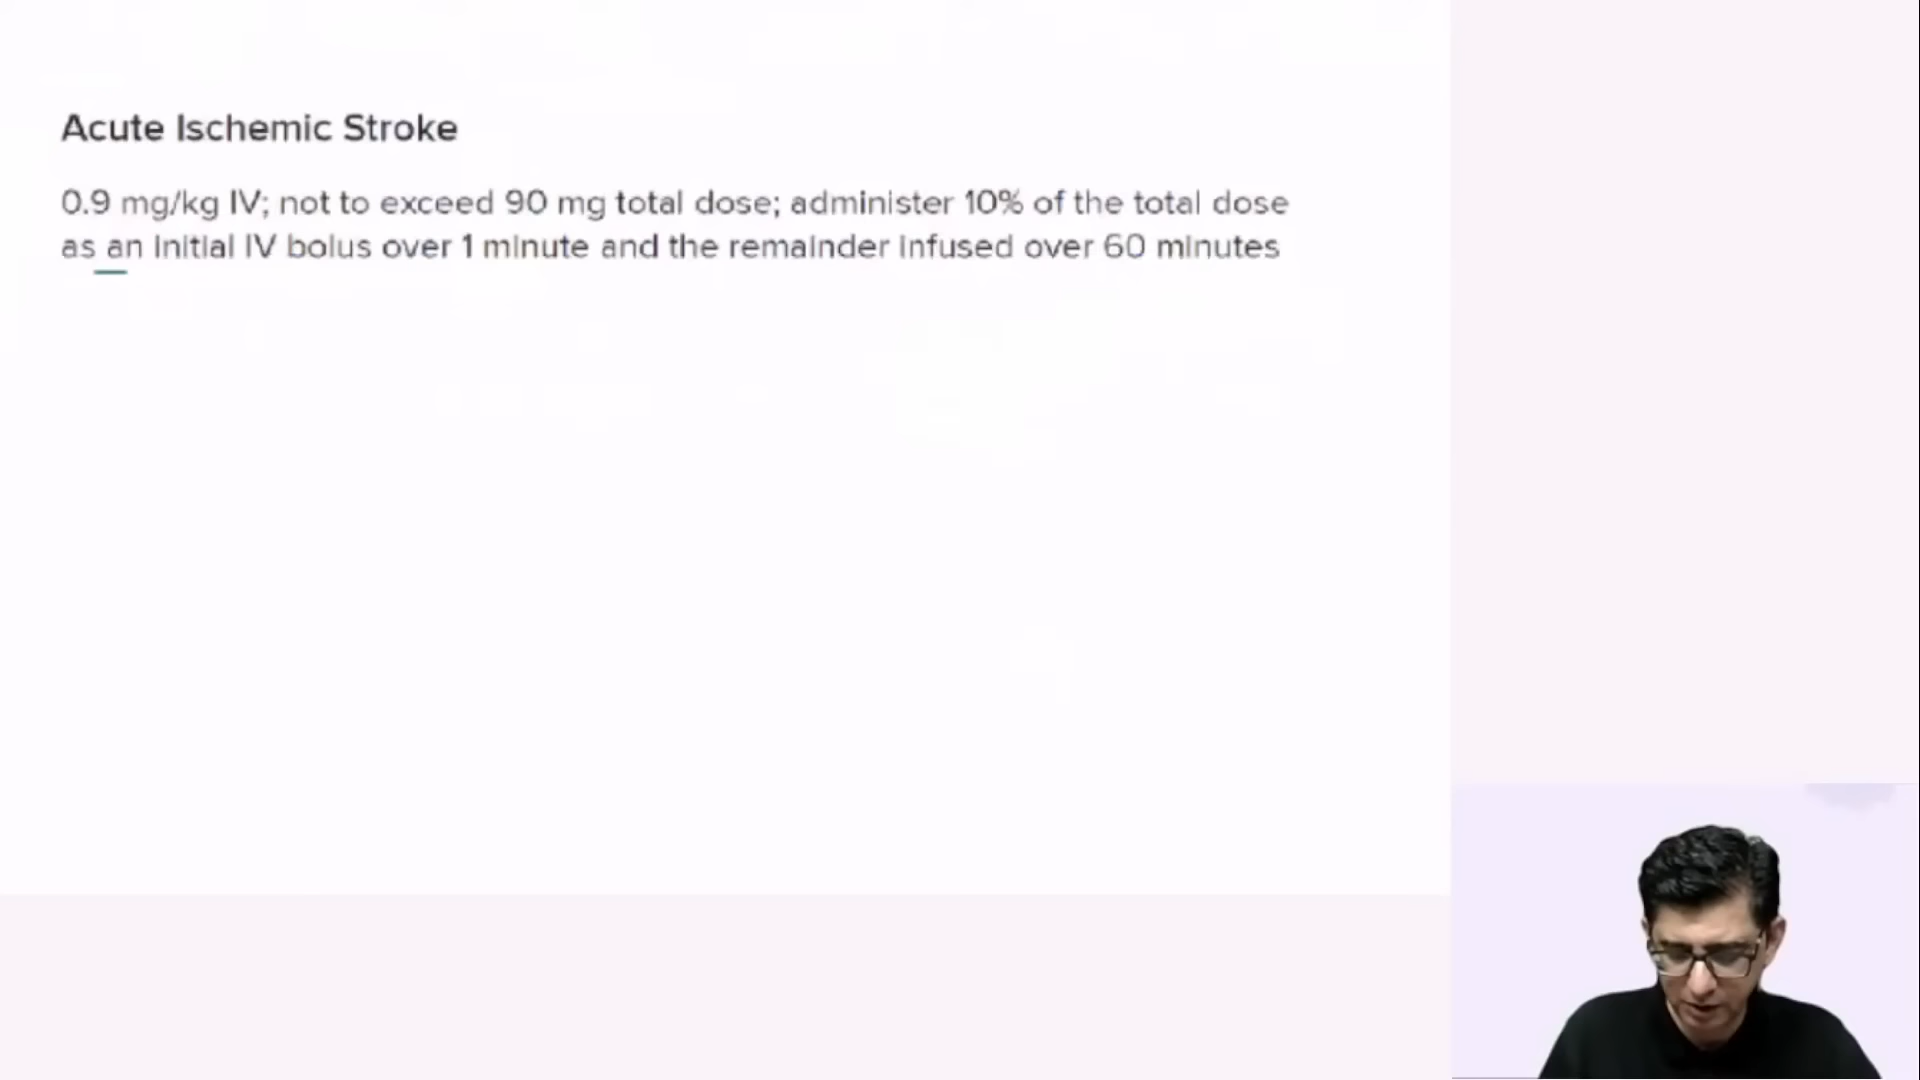 Acute Ischemic Stroke
0.9 mg/kg IV; not to exceed 90 mg total dose; administer 10% of the total dose
as an initial IV bolus over 1 minute and the remainder infused over 60 minutes